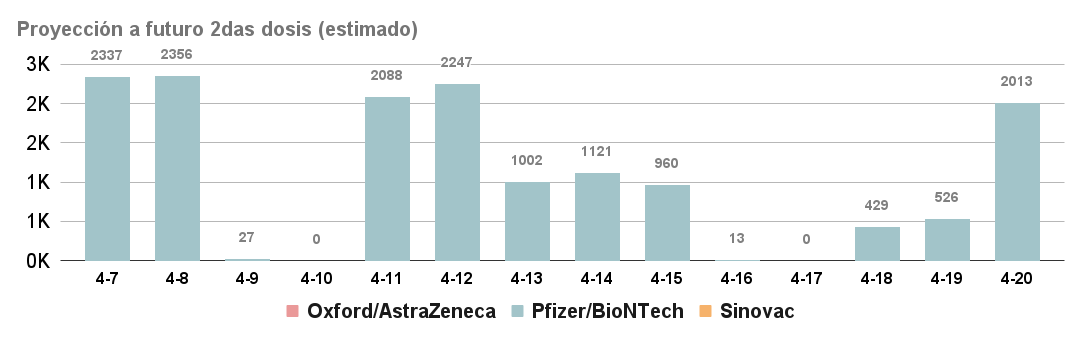 Proyección a futuro 2das dosis (estimado)
3K
2K
2K
1K
1K
0K
2337
2356
27
0
2088
2247
1002
1121
960
13
0
429
526
2013
4-7
4-8
4-9
4-10
4-11
4-12
4-13
4-14
4-15
4-16
4-17
4-18
4-19
4-20
Oxford/AstraZeneca
Pfizer/BioNTech
Sinovac